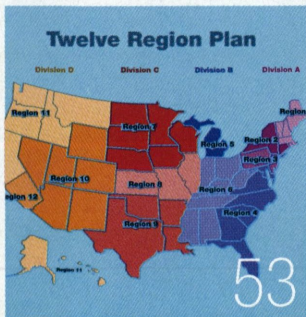 Twelve Region Plan
Division D Division C Division B Division A
Region
Region 11
Region 7
Region 5
Region 2
Region 3
Region 10
Region 8
Region 6
egion 12
Region 4
Region 9
Region 11
53